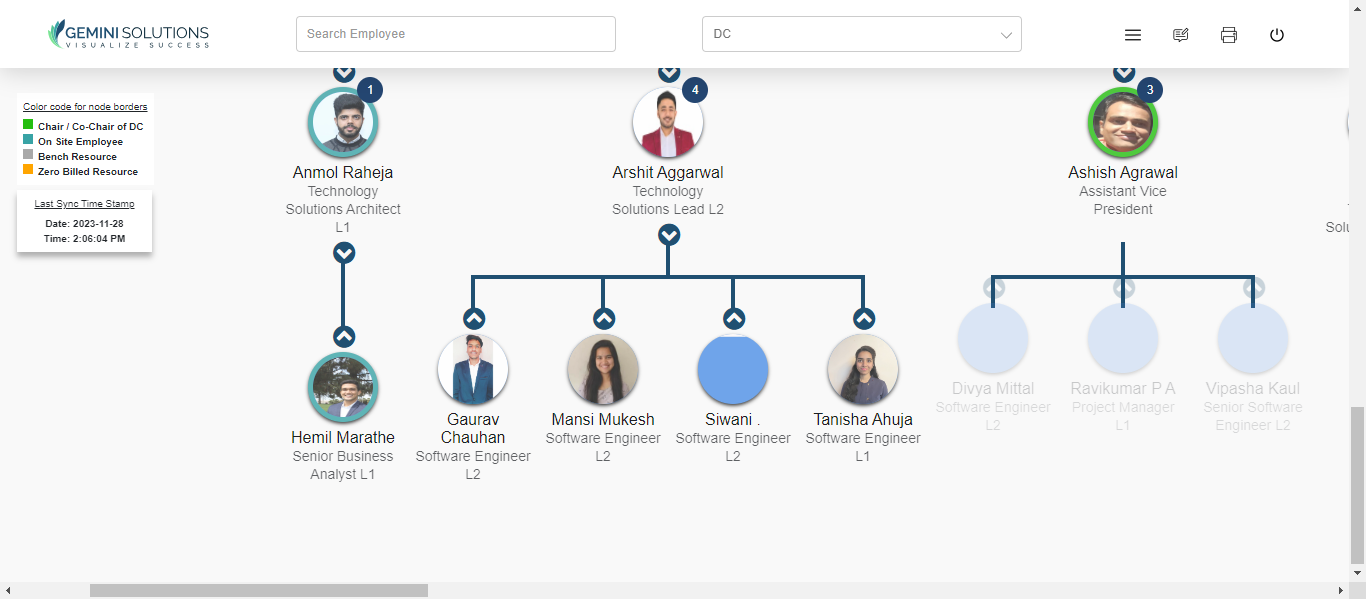 GEMINI SOLUTIONS
VISUALIZE SUCCESS
Search Employee
DC
Color code for node borders
Chair / Co-Chair of DC
On Site Employee
Bench Resource
Zero Billed Resource
Last Sync Time Stamp
Date: 2023-11-28
Time: 2:06:04 PM
1
Anmol Raheja
Technology
Solutions Architect
L1
4
Arshit Aggarwal
Technology
Solutions Lead L2
3
Ashish Agrawal
Assistant Vice
President
Hemil Marathe
Senior Business
Analyst L1
Gaurav
Chauhan
Software Engineer
L2
Mansi Mukesh
Software Engineer
L2
Siwani .
Software Engineer
L2
Tanisha Ahuja
Software Engineer
L1
Divya Mittal
Software Engineer
L2
Ravikumar P A
Project Manager
L1
Vipasha Kaul
Senior Software
Engineer L2